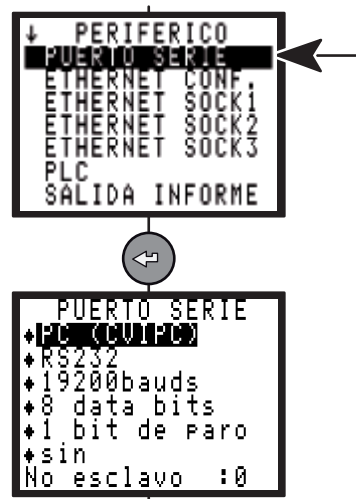 ↓ PERIFERICO
PUERTO SERIE
ETHERNET CONF.
ETHERNET SOCK1
ETHERNET SOCK2
ETHERNET SOCK3
PLC
SALIDA INFORME
PUERTO SERIE
♦PC (CVIPC)
♦RS232
♦19200bauds
♦8 data bits
♦1 bit de paro
♦sin
No esclavo :0